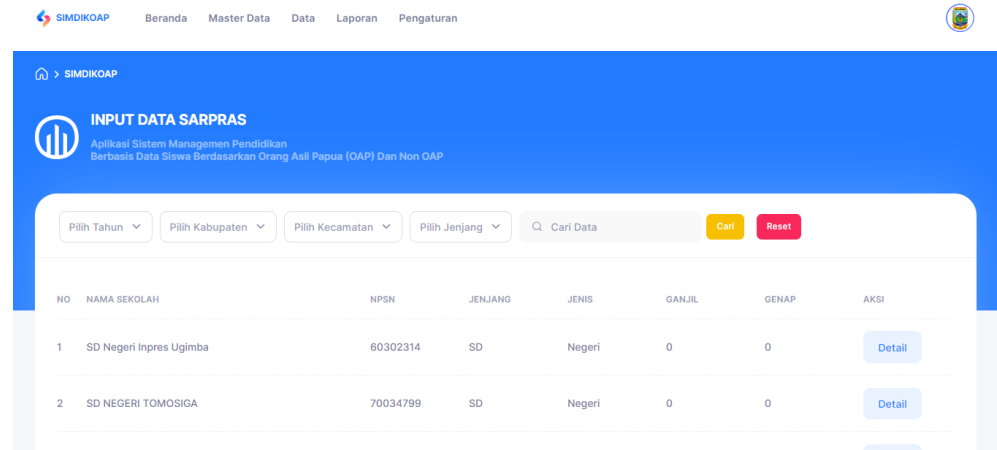 SIMDIKOAP Beranda Master Data Data Laporan Pengaturan
> SIMDIKOAP
INPUT DATA SARPRAS
Aplikasi Sistem Managemen Pendidikan
Berbasis Data Siswa Berdasarkan Orang Asli Papua (OAP) Dan Non OAP
Pilih Tahun Pilih Kabupaten Pilih Kecamatan Pilih Jenjang Cari Data Cari Reset
NO NAMA SEKOLAH NPSN JENJANG JENIS GANJIL GENAP AKSI
1 SD Negeri Inpres Ugimba 60302314 SD Negeri 0 0 Detail
2 SD NEGERI TOMOSIGA 70034799 SD Negeri 0 0 Detail